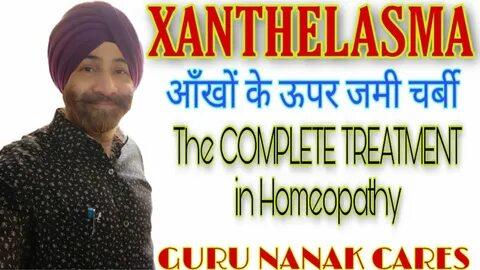 XANTHELASMA
आँखों के ऊपर जमी चर्बी
The COMPLETE TREATMENT
in Homeopathy
GURU NANAK CARES